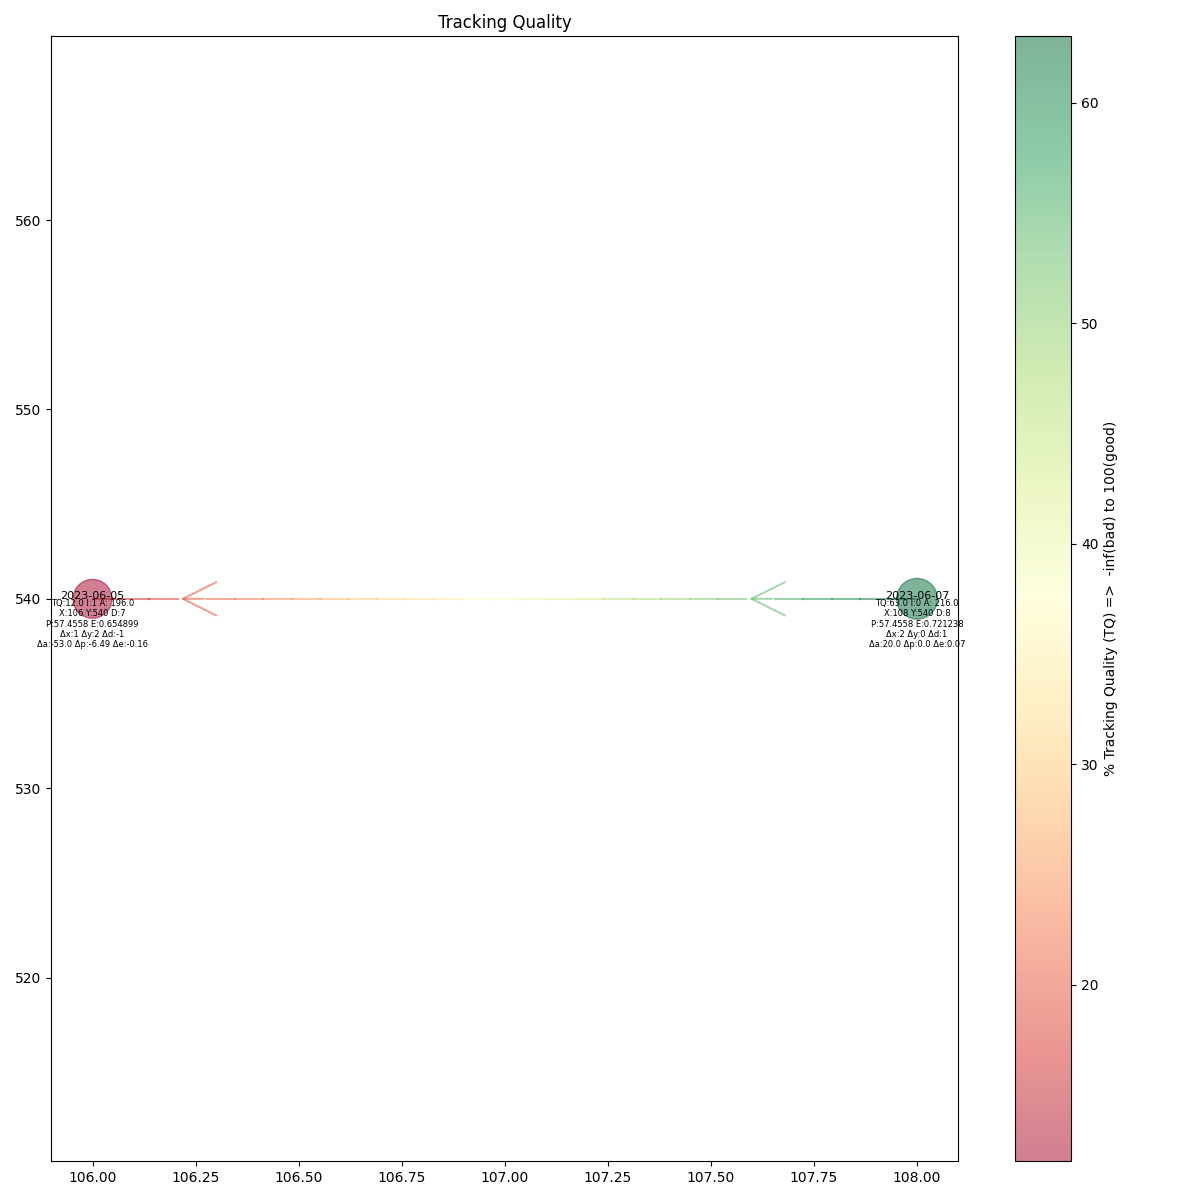 Tracking Quality
560
550
540
530
520
2023-06-05
TQ:12.0 I:1 A: 196.0
X:106 Y:540 D:7
P:57.4558 E:0.654899
Δx:1 Δy:2 Δd:-1
Δa:-53.0 Δp:-6.49 Δe:-0.16
2023-06-07
TQ:63.0 I:0 A: 216.0
X:108 Y:540 D:8
P:57.4558 E:0.721238
Δx:2 Δy:0 Δd:1
Δa:20.0 Δp:0.0 Δe:0.07
106.00 106.25 106.50 106.75 107.00 107.25 107.50 107.75 108.00
60
50
40
30
20
% Tracking Quality (TQ) => -inf(bad) to 100(good)